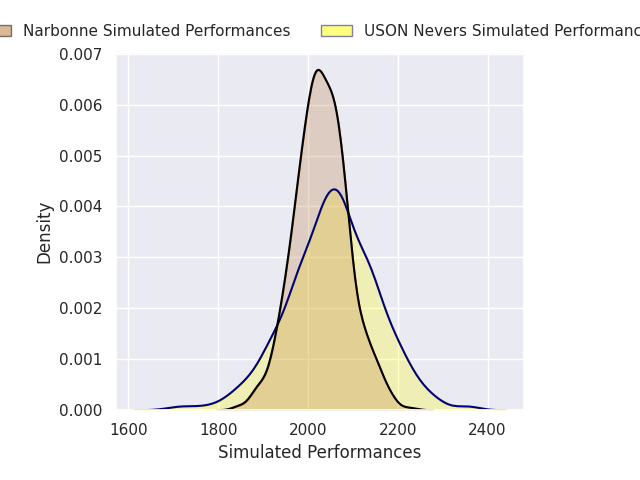 Narbonne Simulated Performances
USON Nevers Simulated
0.007
0.006
0.005
0.004
0.003
0.002
0.001
0.000
Density
1600 1800 2000 2200 2400
Simulated Performances